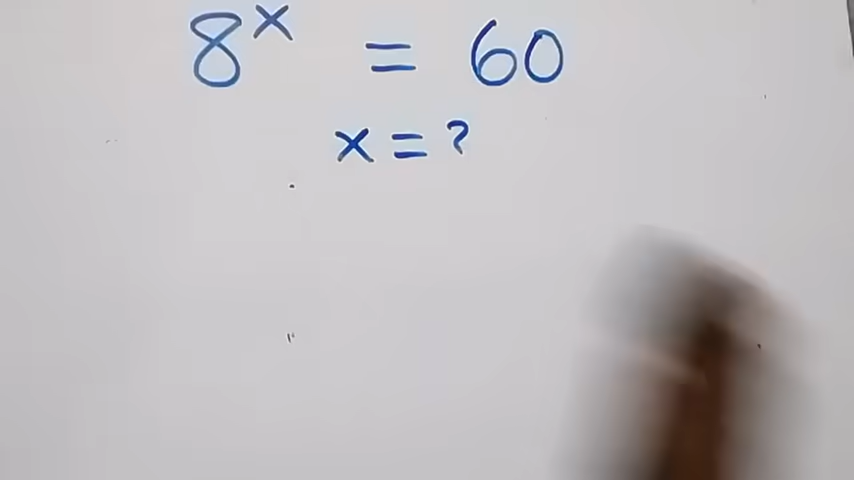 8^x = 60
x = ?